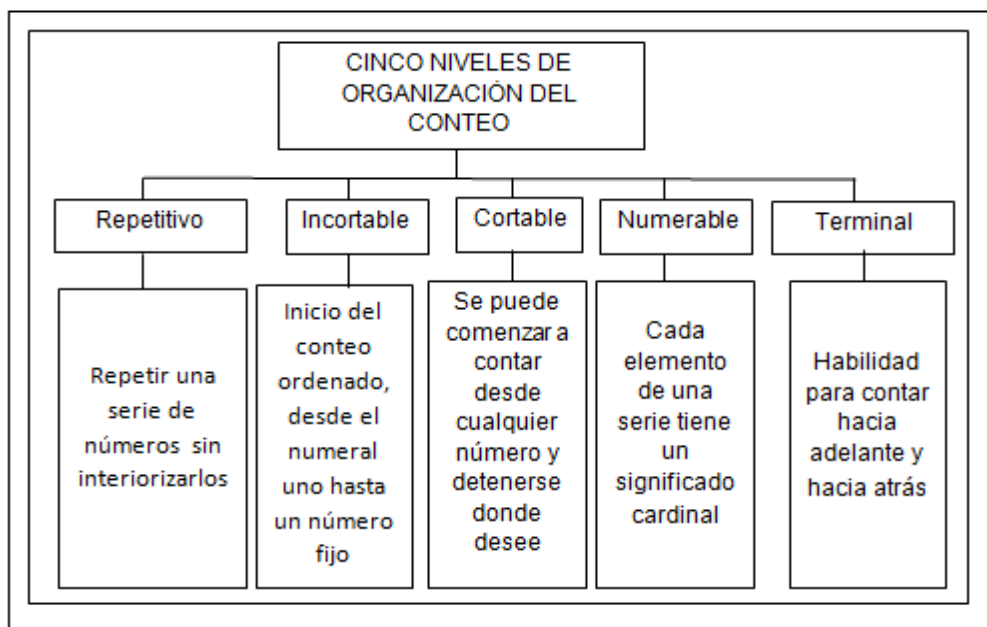 CINCO NIVELES DE
ORGANIZACIÓN DEL
CONTEO
Repetitivo
Incortable
Cortable
Numerable
Terminal
Repetir una
serie de
números sin
interiorizarlos
Inicio del
conteo
ordenado,
desde el
numeral
uno hasta
un número
fijo
Se puede
comenzar a
contar
desde
cualquier
número y
detenerse
donde
desee
Cada
elemento
de una
serie tiene
un
significado
cardinal
Habilidad
para contar
hacia
adelante y
hacia atrás